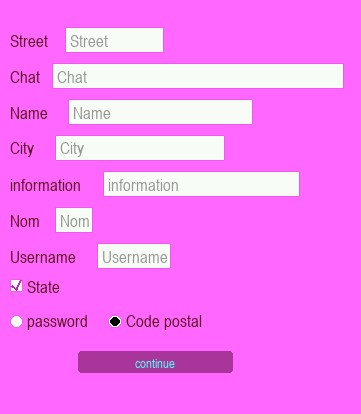 Street Street
Chat Chat
Name Name
City City
information information
Nom Nom
Username Username
State
password Code postal
continue